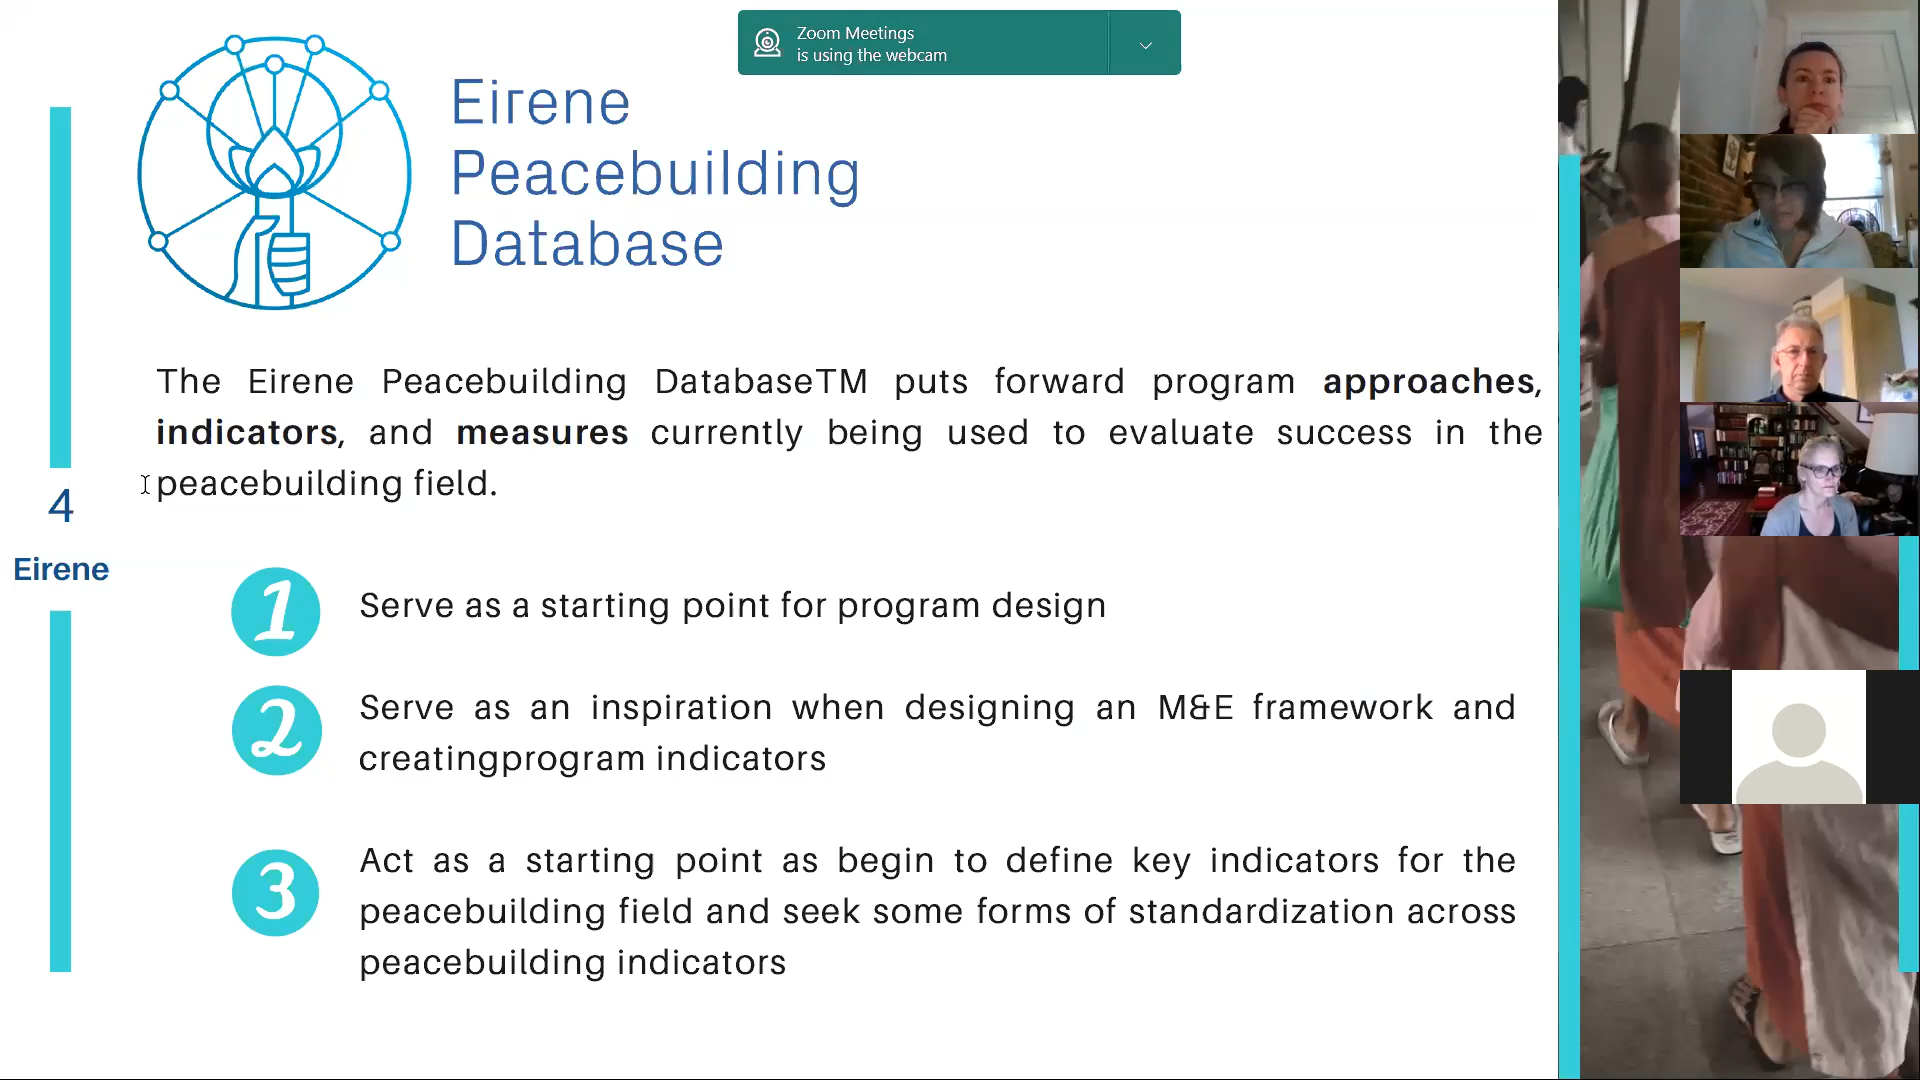 Zoom Meetings
is using the webcam
Eirene
Peacebuilding
Database
The Eirene Peacebuilding DatabaseTM puts forward program approaches,
indicators, and measures currently being used to evaluate success in the
peacebuilding field.
4
Eirene
1
Serve as a starting point for program design
2
Serve as an inspiration when designing an M&E framework and
creatingprogram indicators
3
Act as a starting point as begin to define key indicators for the
peacebuilding field and seek some forms of standardization across
peacebuilding indicators